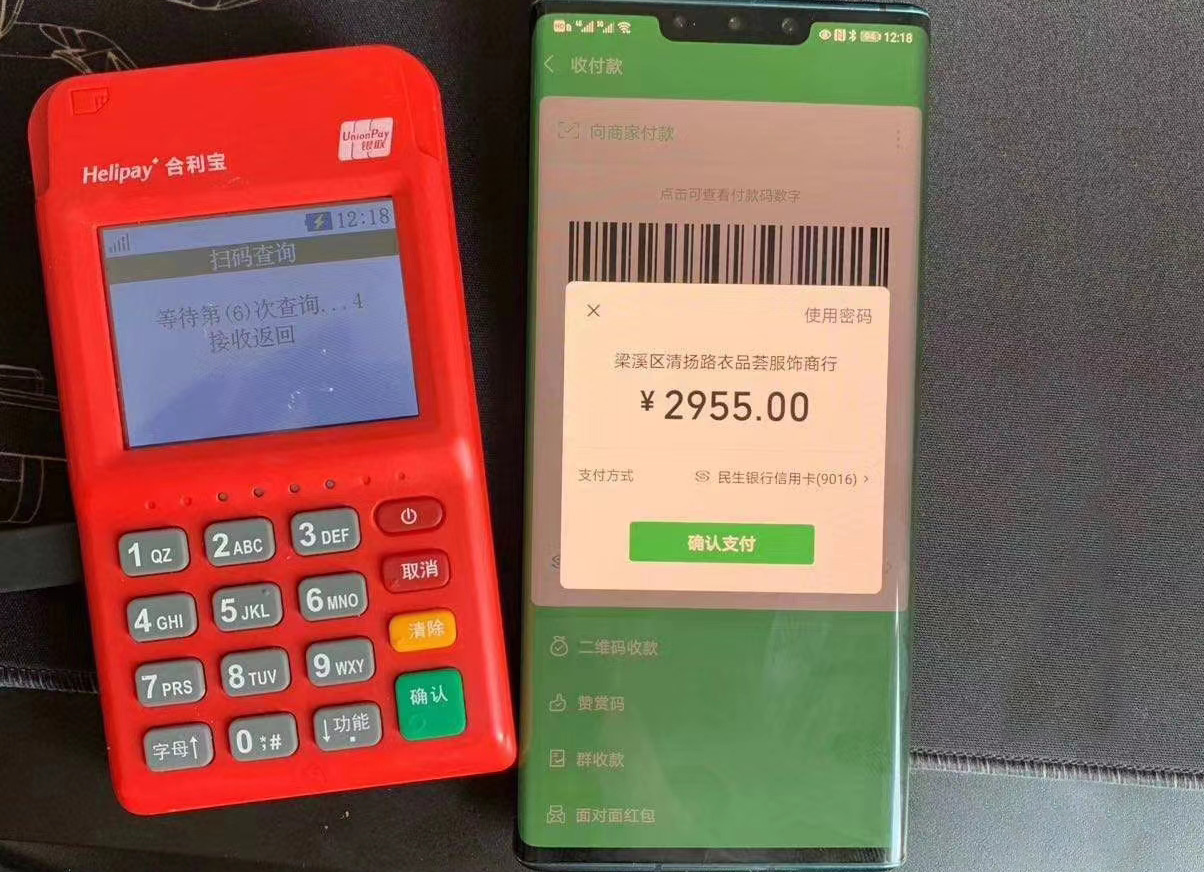 UnionPay
银联
Helipay 合利宝
12:18
扫码查询
等待第(6)次查询...4
接收返回
1 QZ
2 ABC
3 DEF
4 GHI
5 JKL
6 MNO
取消
清除
7 PRS
8 TUV
9 WXY
确认
字母↑
0 *;#
↓功能
.
HD
4G
5G
94
12:18
收付款
向商家付款
点击可查看付款码数字
使用密码
梁溪区清扬路衣品荟服饰商行
¥2955.00
支付方式 民生银行信用卡(9016)
确认支付
二维码收款
赞赏码
群收款
面对面红包